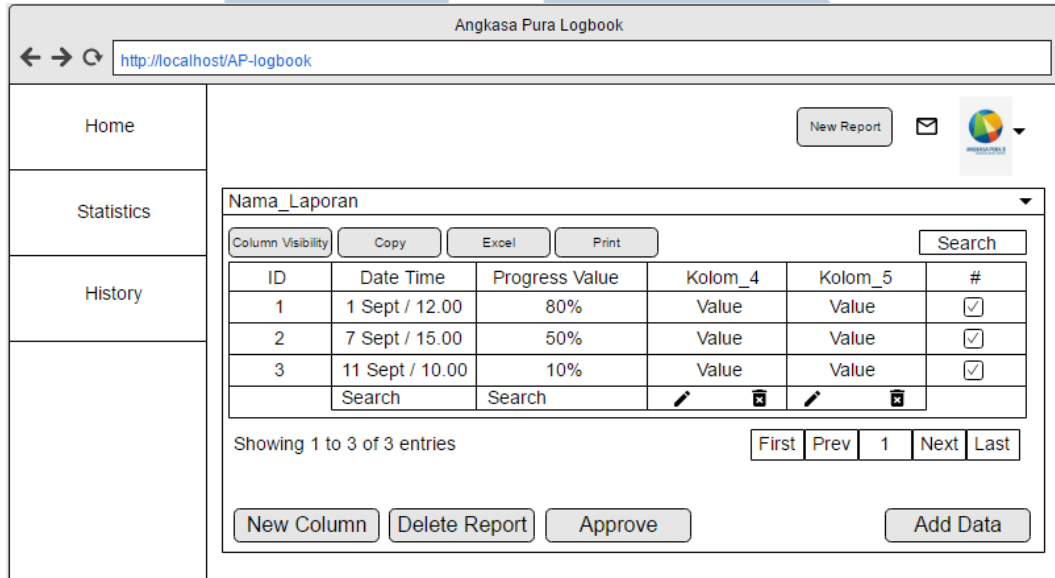 Angkasa Pura Logbook
http://localhost/AP-logbook
Home
Statistics
History
New Report
Nama_Laporan
Column Visibility Copy Excel Print Search
ID Date Time Progress Value Kolom_4 Kolom_5 #
1 1 Sept / 12.00 80% Value Value
2 7 Sept / 15.00 50% Value Value
3 11 Sept / 10.00 10% Value Value
Search Search
Showing 1 to 3 of 3 entries First Prev 1 Next Last
New Column Delete Report Approve Add Data